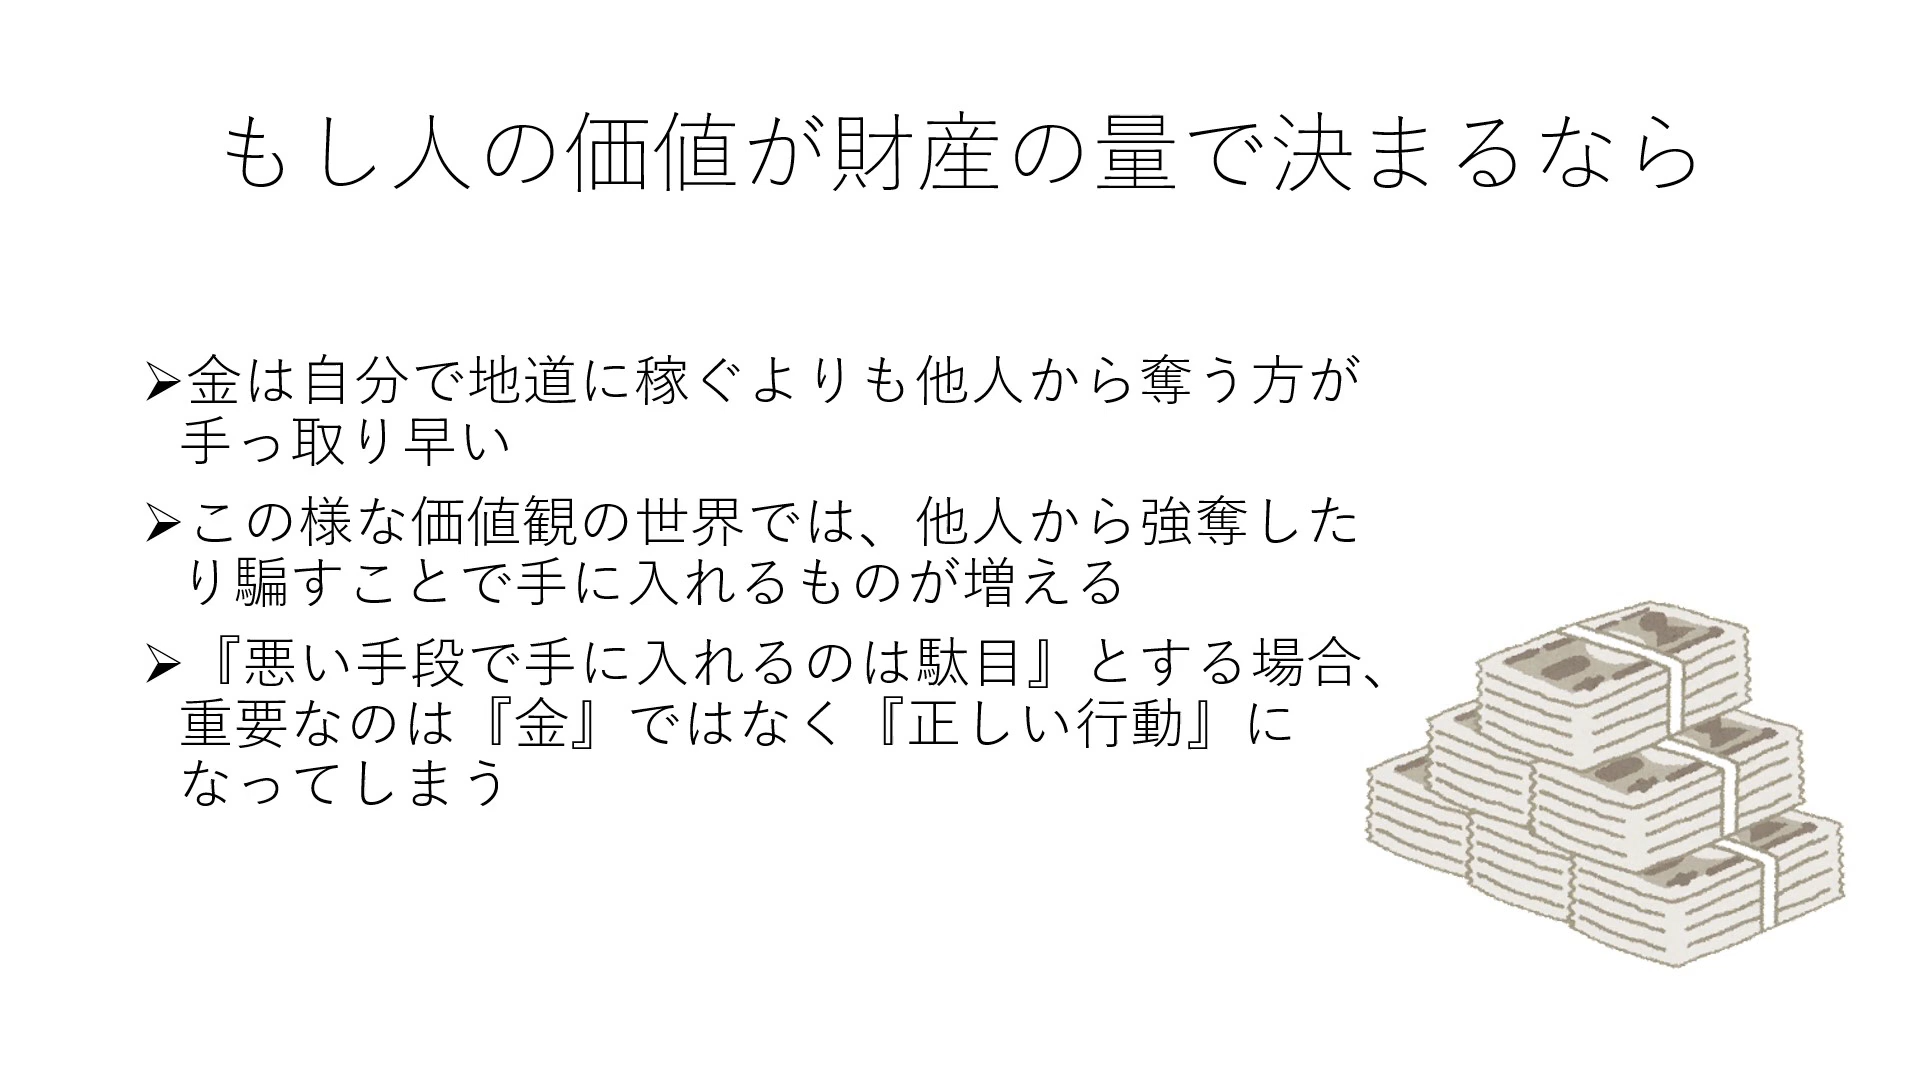 もし人の価値が財産の量で決まるなら
➢金は自分で地道に稼ぐよりも他人から奪う方が
手っ取り早い
➢この様な価値観の世界では、他人から強奪した
り騙すことで手に入れるものが増える
➢『悪い手段で手に入れるのは駄目』とする場合、
重要なのは『金』ではなく『正しい行動』に
なってしまう